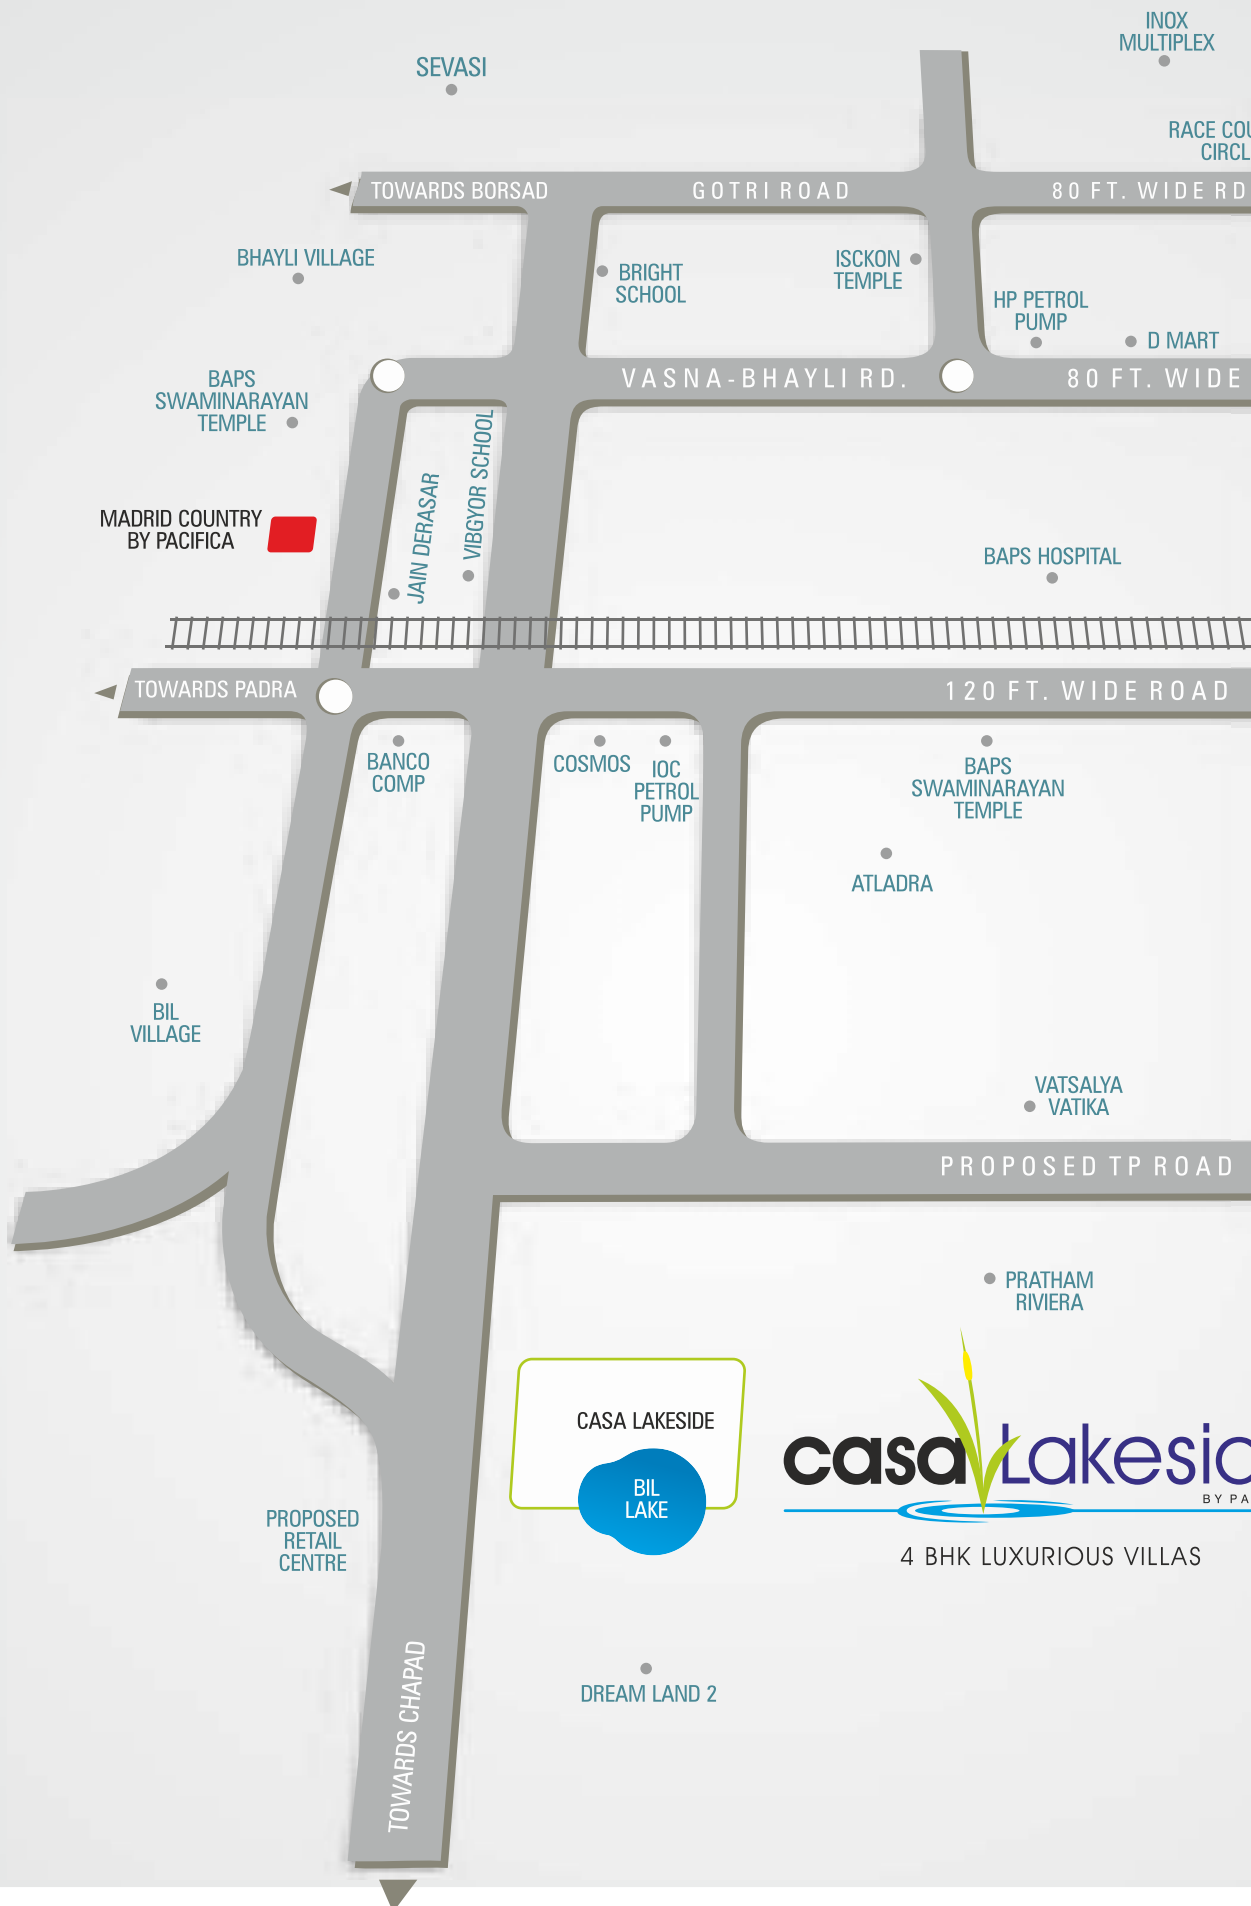 INOX
MULTIPLEX
SEVASI
RACE COU
CIRCL
TOWARDS BORSAD
GOTRI ROAD
80 FT. WIDE RD
BHAYLI VILLAGE
BRIGHT
SCHOOL
ISCKON
TEMPLE
HP PETROL
PUMP
D MART
VASNA-BHAYLI RD.
80 FT. WIDE
BAPS
SWAMINARAYAN
TEMPLE
JAIN DERASAR
VIBGYOR SCHOOL
MADRID COUNTRY
BY PACIFICA
BAPS HOSPITAL
TOWARDS PADRA
120 FT. WIDE ROAD
BANCO
COMP
COSMOS
IOC
PETROL
PUMP
BAPS
SWAMINARAYAN
TEMPLE
ATLADRA
BIL
VILLAGE
VATSALYA
VATIKA
PROPOSED TP ROAD
PRATHAM
RIVIERA
CASA LAKESIDE
BIL
LAKE
casa Lakesid
BY PA
4 BHK LUXURIOUS VILLAS
PROPOSED
RETAIL
CENTRE
TOWARDS CHAPAD
DREAM LAND 2